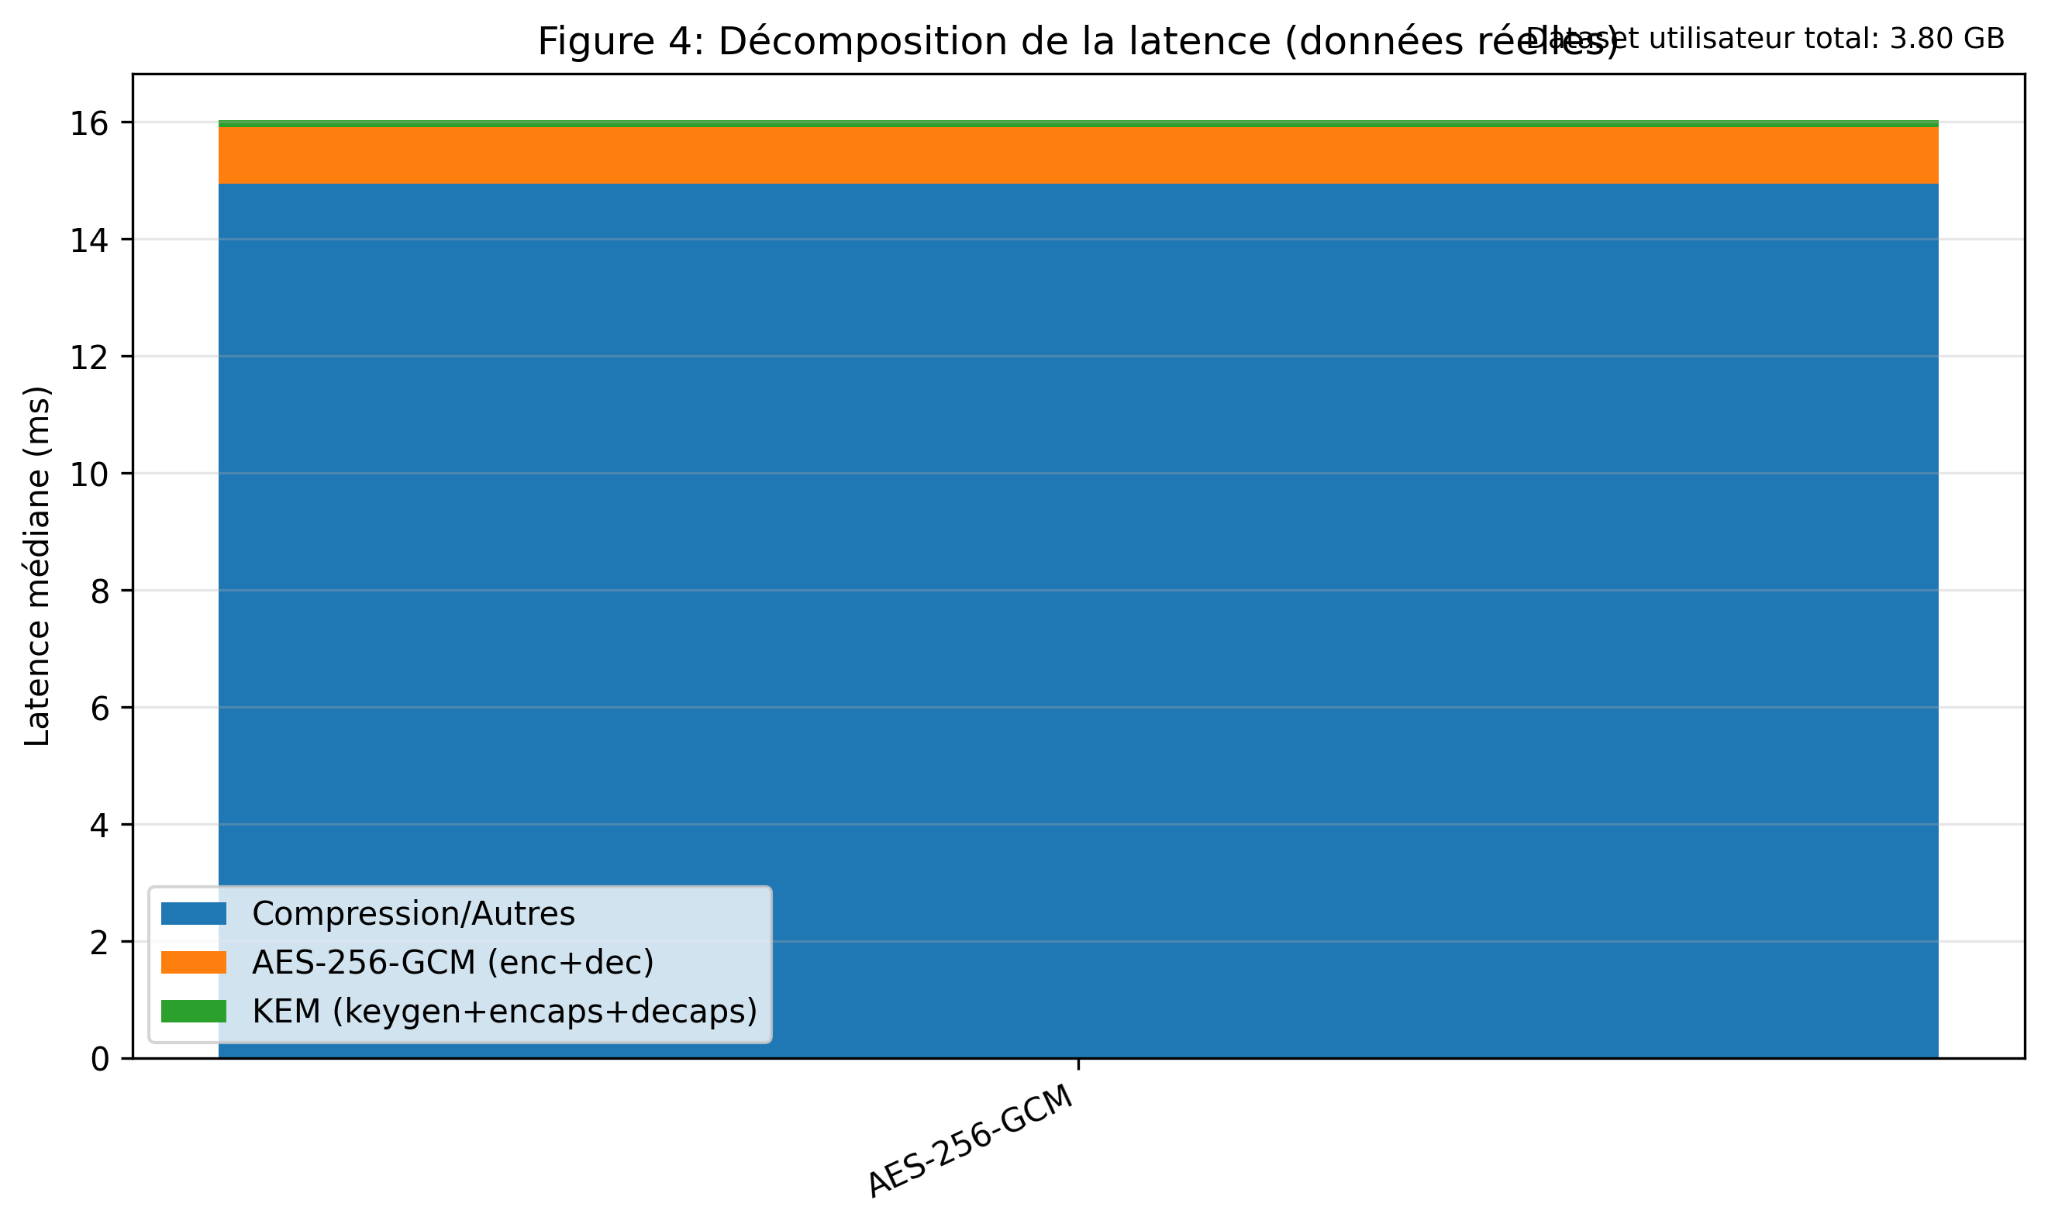 Figure 4: Décomposition de la latence (données réelles)
Dataset utilisateur total: 3.80 GB
Latence médiane (ms)
16
14
12
10
8
6
4
2
0
Compression/Autres
AES-256-GCM (enc+dec)
KEM (keygen+encaps+decaps)
AES-256-GCM